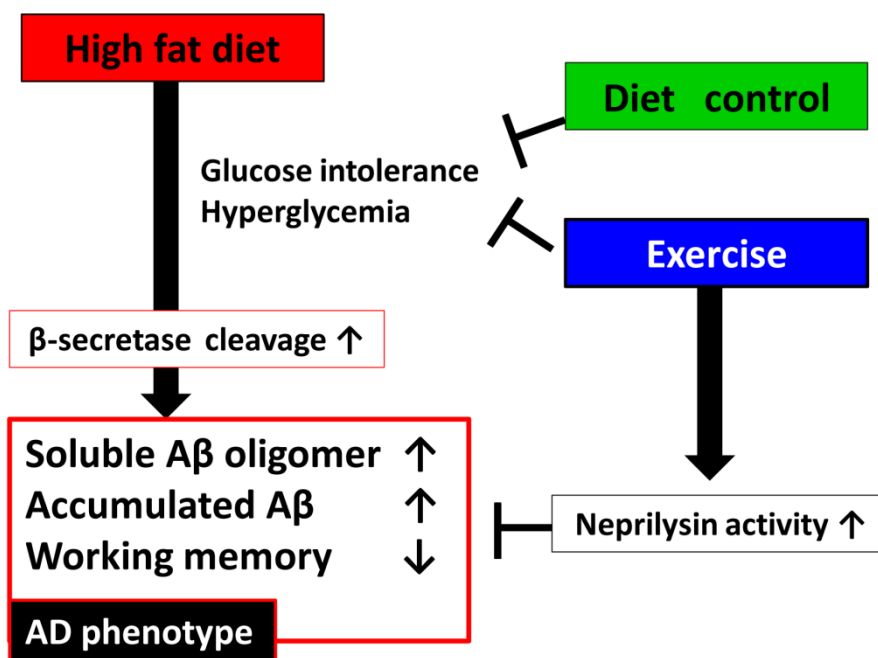 High fat diet
Diet control
Glucose intolerance
Hyperglycemia
Exercise
β-secretase cleavage ↑
Soluble Aβ oligomer ↑
Accumulated Aβ ↑
Working memory ↓
Neprilysin activity ↑
AD phenotype